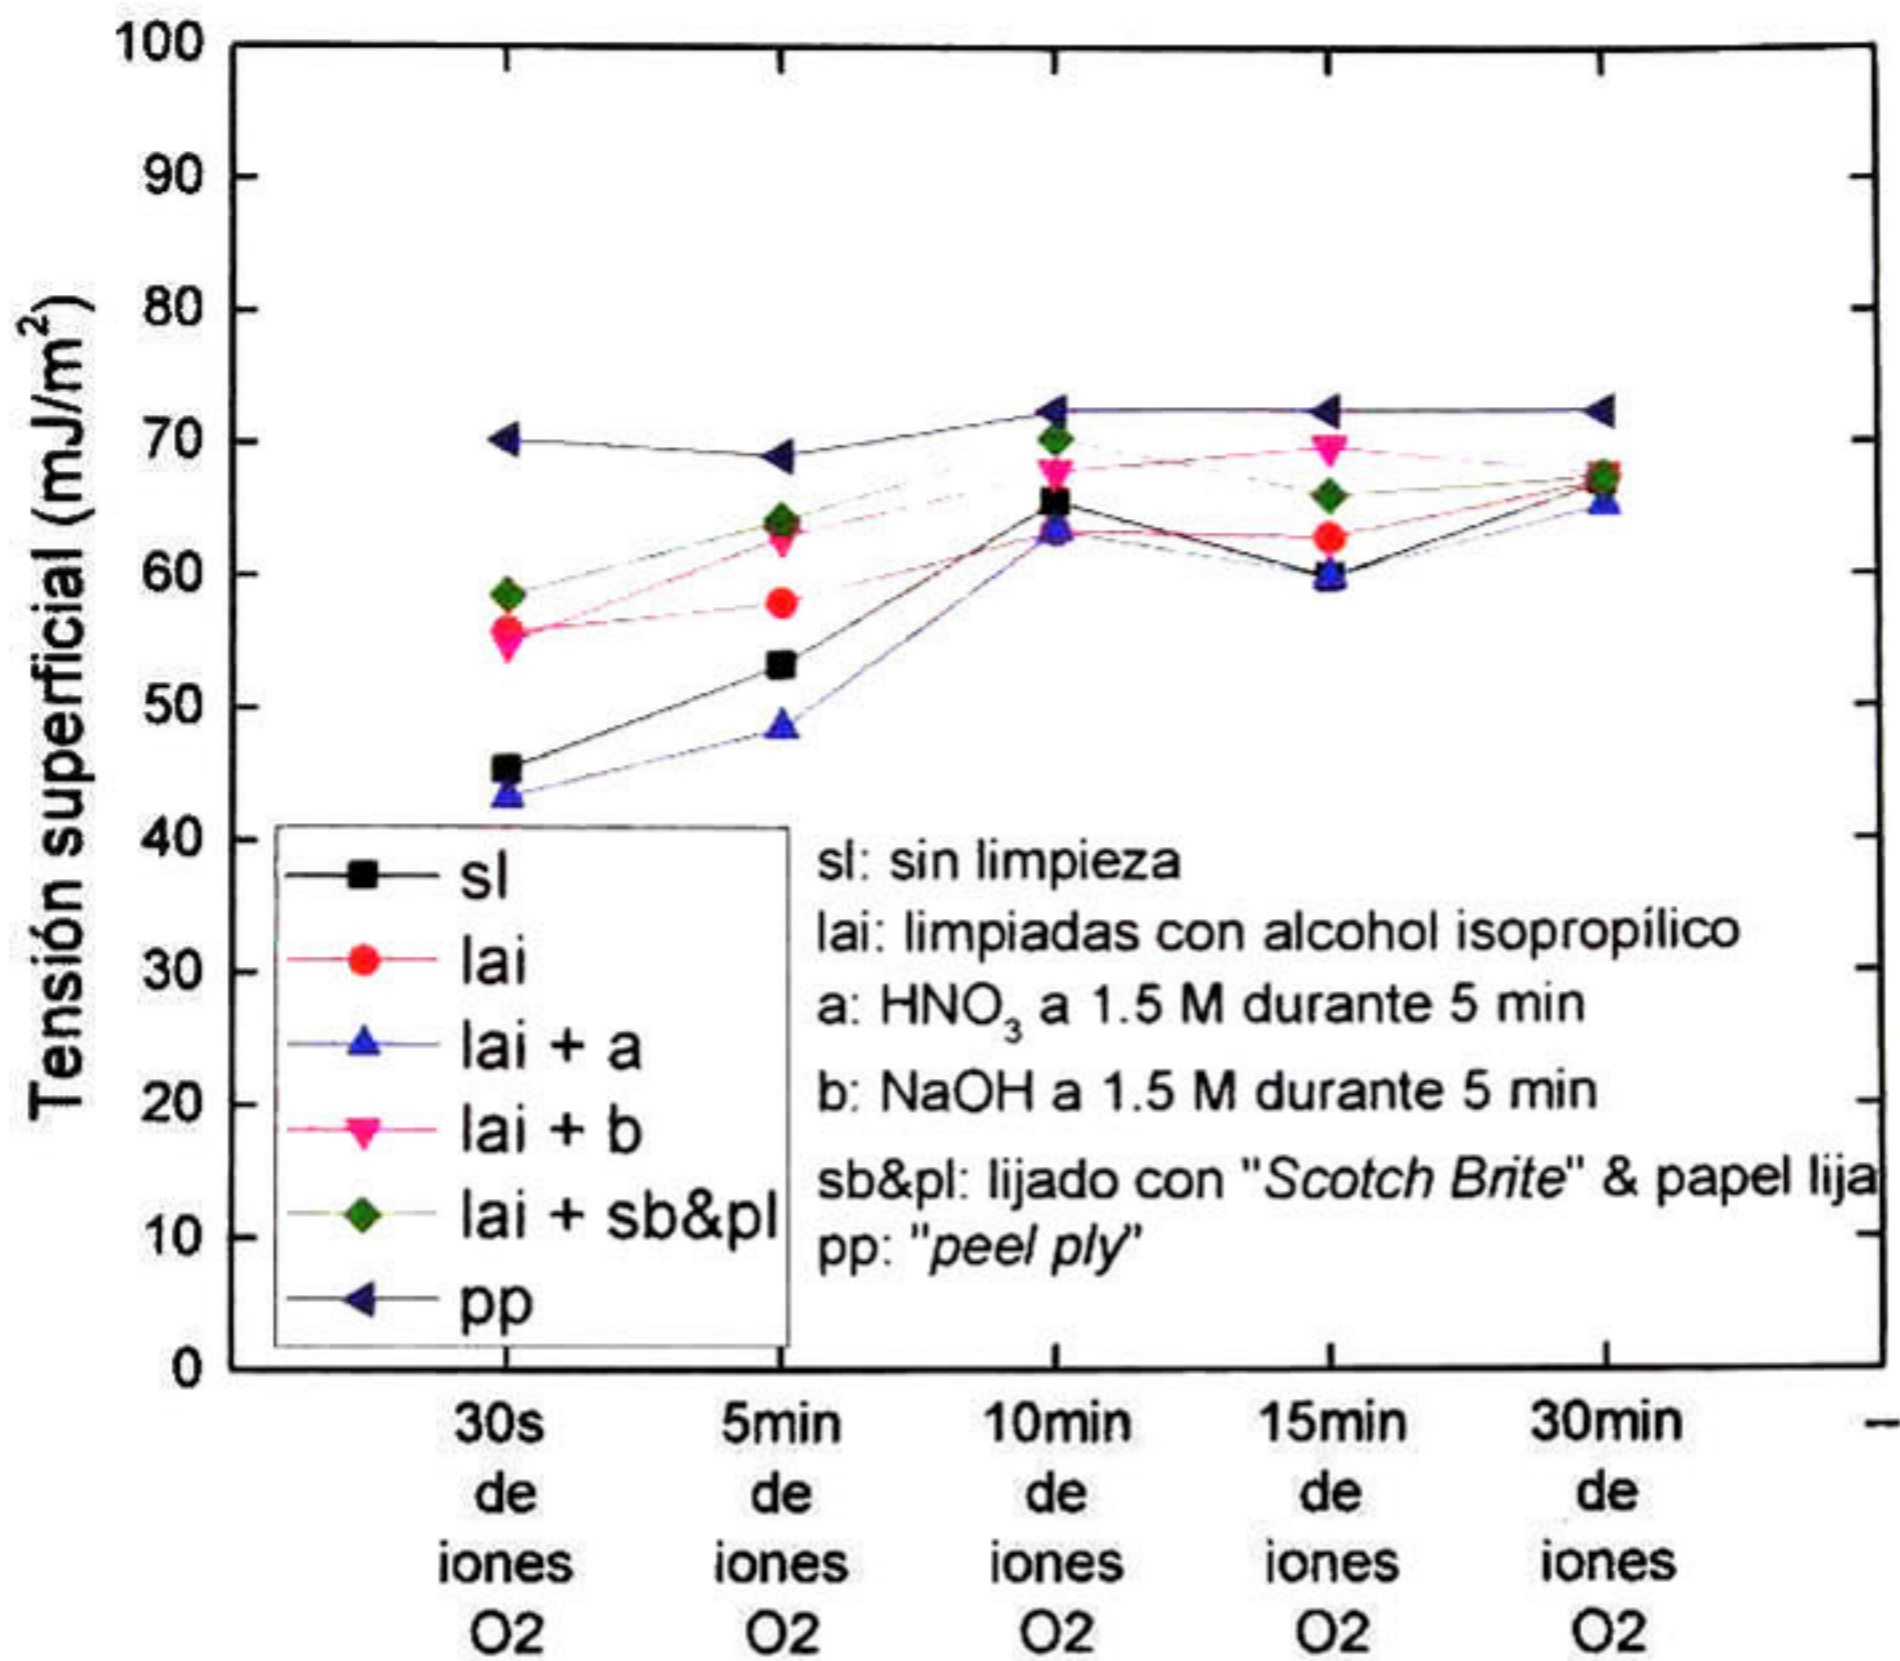 Tensión superficial (mJ/m²)
100
90
80
70
60
50
40
30
20
10
0
sl
lai
lai + a
lai + b
lai + sb&pl
pp
sl: sin limpieza
lai: limpiadas con alcohol isopropílico
a: HNO₃ a 1.5 M durante 5 min
b: NaOH a 1.5 M durante 5 min
sb&pl: lijado con "Scotch Brite" & papel lija
pp: "peel ply"
30s 5min 10min 15min 30min --
de de de de de
iones iones iones iones iones
O2 O2 O2 O2 O2